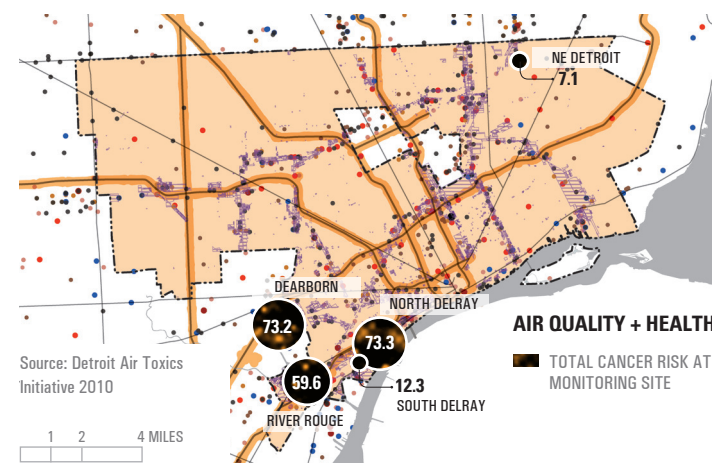 NE DETROIT
7.1
DEARBORN
73.2
NORTH DELRAY
73.3
59.6
RIVER ROUGE
12.3
SOUTH DELRAY
AIR QUALITY + HEALTH
TOTAL CANCER RISK AT
MONITORING SITE
Source: Detroit Air Toxics
Initiative 2010
1 2 4 MILES